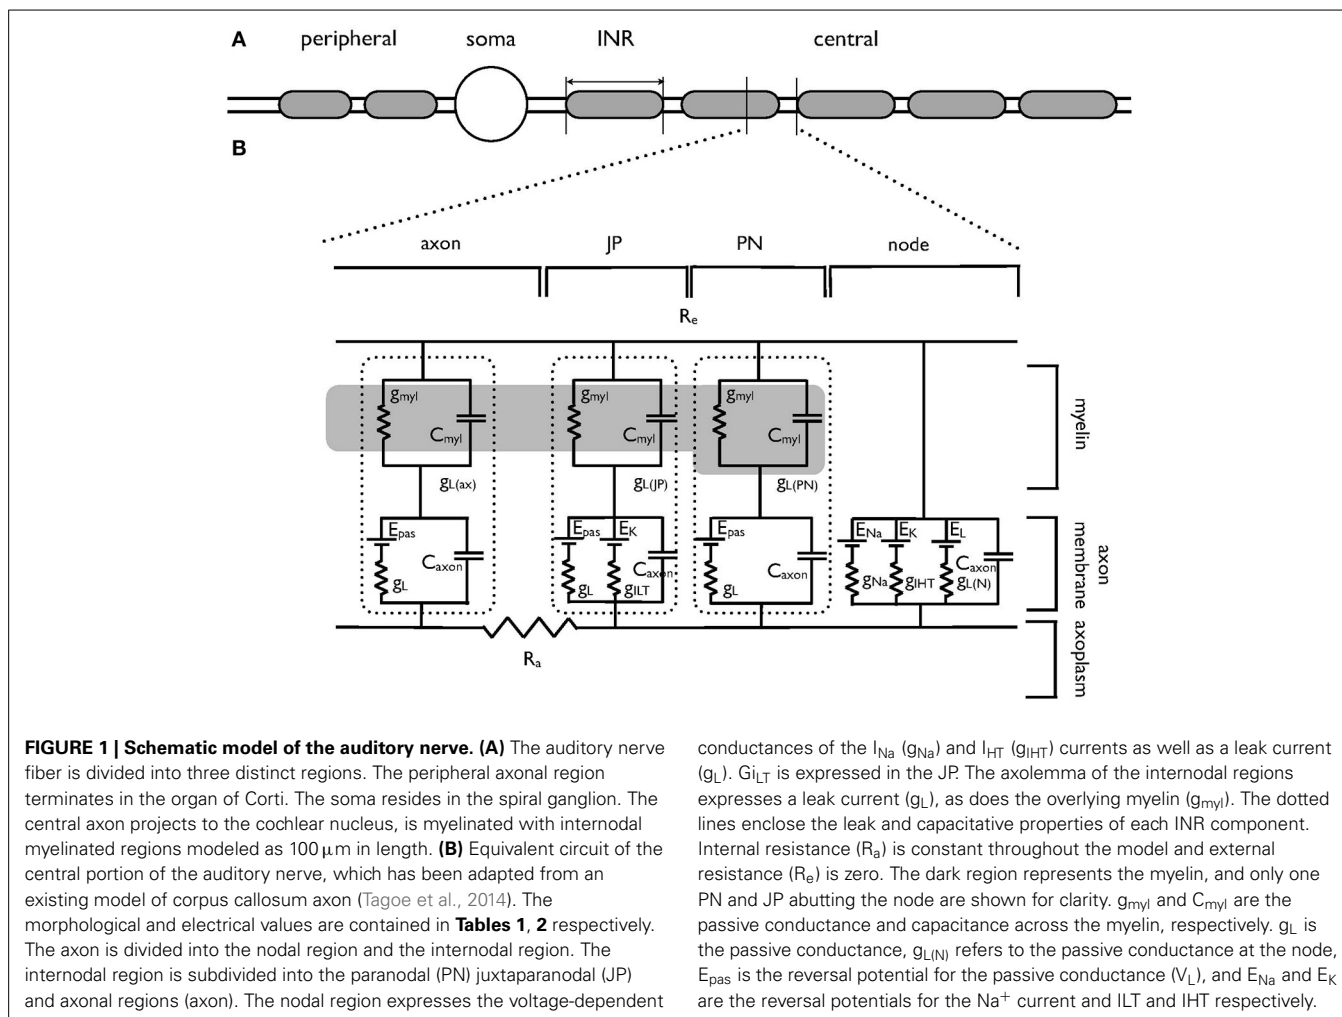 A
peripheral soma INR central
B
axon JP PN node
Re
gmyl gmyl gmyl
Cmyl Cmyl Cmyl
myelin
gL(ax) gL(JP) gL(PN)
Epas Epas EK Epas ENa EK EL
Caxon Caxon Caxon Caxon
gL gL gILT gL gNa gIHT gL(N)
axon
membrane
Ra
axoplasm
FIGURE 1 | Schematic model of the auditory nerve. (A) The auditory nerve
fiber is divided into three distinct regions. The peripheral axonal region
terminates in the organ of Corti. The soma resides in the spiral ganglion. The
central axon projects to the cochlear nucleus, is myelinated with internodal
myelinated regions modeled as 100 μm in length. (B) Equivalent circuit of the
central portion of the auditory nerve, which has been adapted from an
existing model of corpus callosum axon (Tagoe et al., 2014). The
morphological and electrical values are contained in Tables 1, 2 respectively.
The axon is divided into the nodal region and the internodal region. The
internodal region is subdivided into the paranodal (PN) juxtaparanodal (JP)
and axonal regions (axon). The nodal region expresses the voltage-dependent
conductances of the INa (gNa) and IHT (gIHT) currents as well as a leak current
(gL). GiLT is expressed in the JP. The axolemma of the internodal regions
expresses a leak current (gL), as does the overlying myelin (gmyl). The dotted
lines enclose the leak and capacitative properties of each INR component.
Internal resistance (Ra) is constant throughout the model and external
resistance (Re) is zero. The dark region represents the myelin, and only one
PN and JP abutting the node are shown for clarity. gmyl and Cmyl are the
passive conductance and capacitance across the myelin, respectively. gL is
the passive conductance, gL(N) refers to the passive conductance at the node,
Epas is the reversal potential for the passive conductance (VL), and ENa and EK
are the reversal potentials for the Na+ current and ILT and IHT respectively.